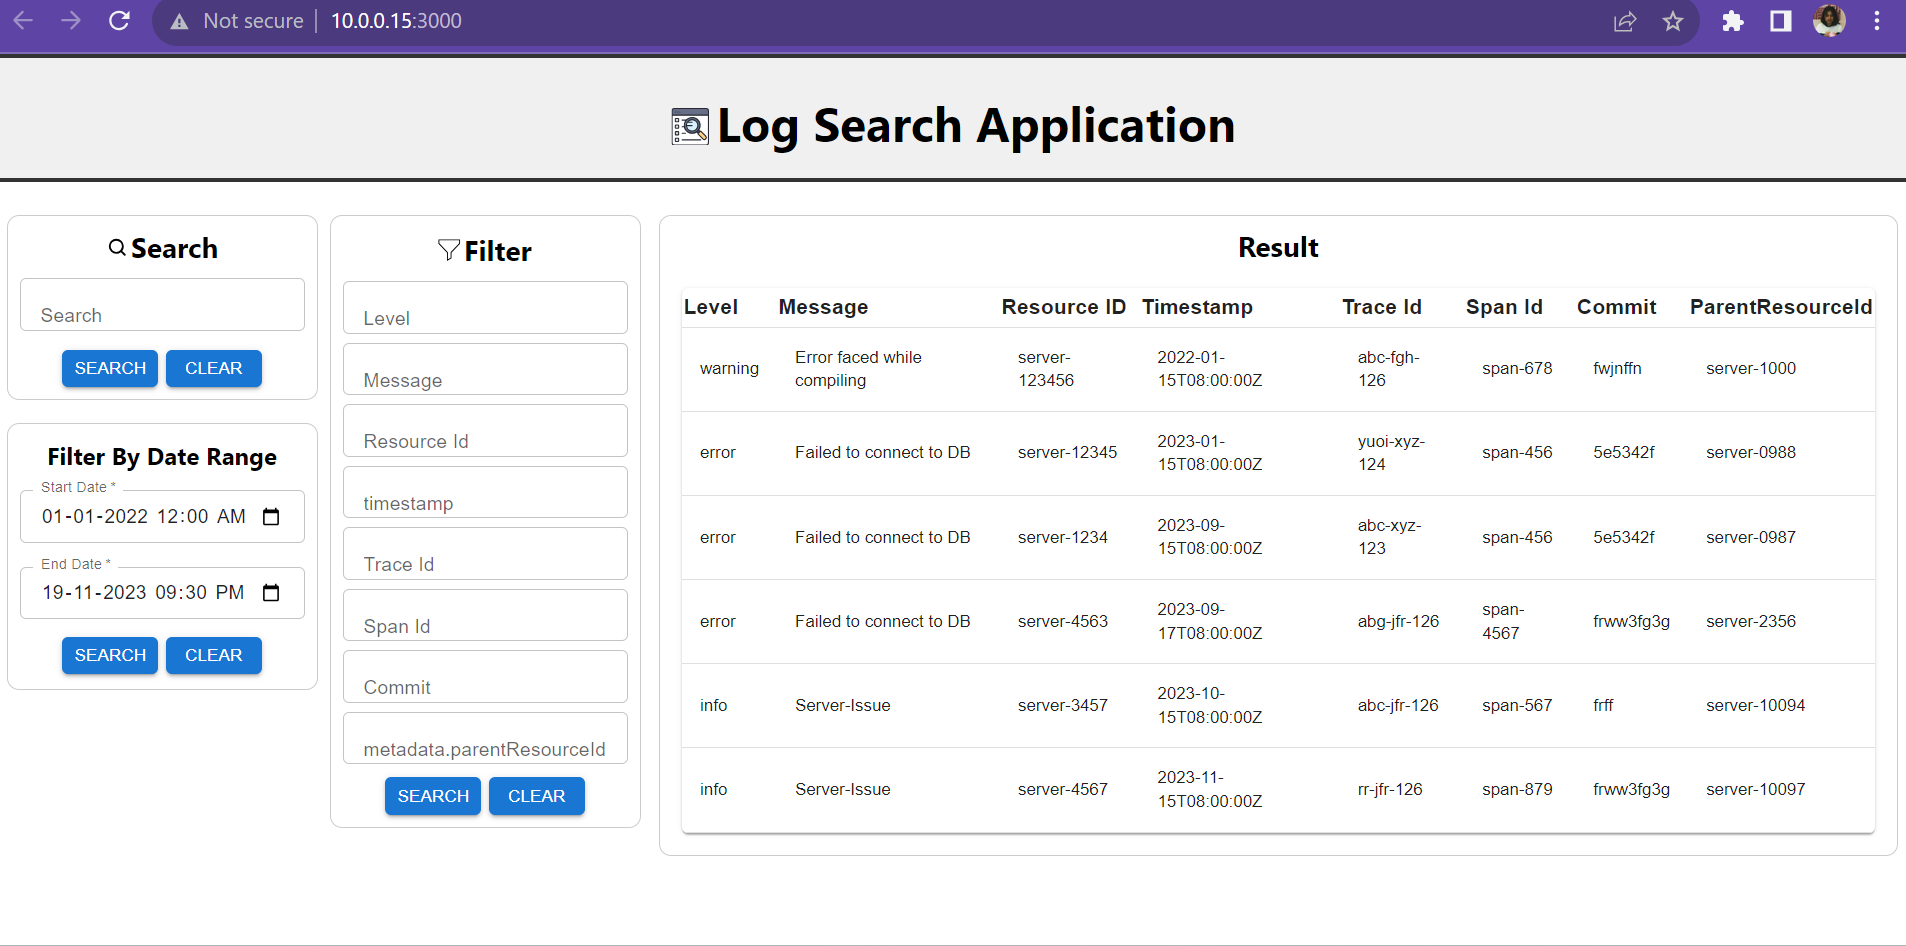 Not secure | 10.0.0.15:3000
Log Search Application
Search
Search
SEARCH CLEAR
Filter By Date Range
Start Date *
01-01-2022 12:00 AM
End Date *
19-11-2023 09:30 PM
SEARCH CLEAR
Filter
Level
Message
Resource Id
timestamp
Trace Id
Span Id
Commit
metadata.parentResourceId
SEARCH CLEAR
Result
Level Message Resource ID Timestamp Trace Id Span Id Commit ParentResourceId
warning Error faced while compiling server-123456 2022-01-15T08:00:00Z abc-fgh-126 span-678 fwjnffn server-1000
error Failed to connect to DB server-12345 2023-01-15T08:00:00Z yuoi-xyz-124 span-456 5e5342f server-0988
error Failed to connect to DB server-1234 2023-09-15T08:00:00Z abc-xyz-123 span-456 5e5342f server-0987
error Failed to connect to DB server-4563 2023-09-17T08:00:00Z abg-jfr-126 span-4567 frww3fg3g server-2356
info Server-Issue server-3457 2023-10-15T08:00:00Z abc-jfr-126 span-567 frff server-10094
info Server-Issue server-4567 2023-11-15T08:00:00Z rr-jfr-126 span-879 frww3fg3g server-10097